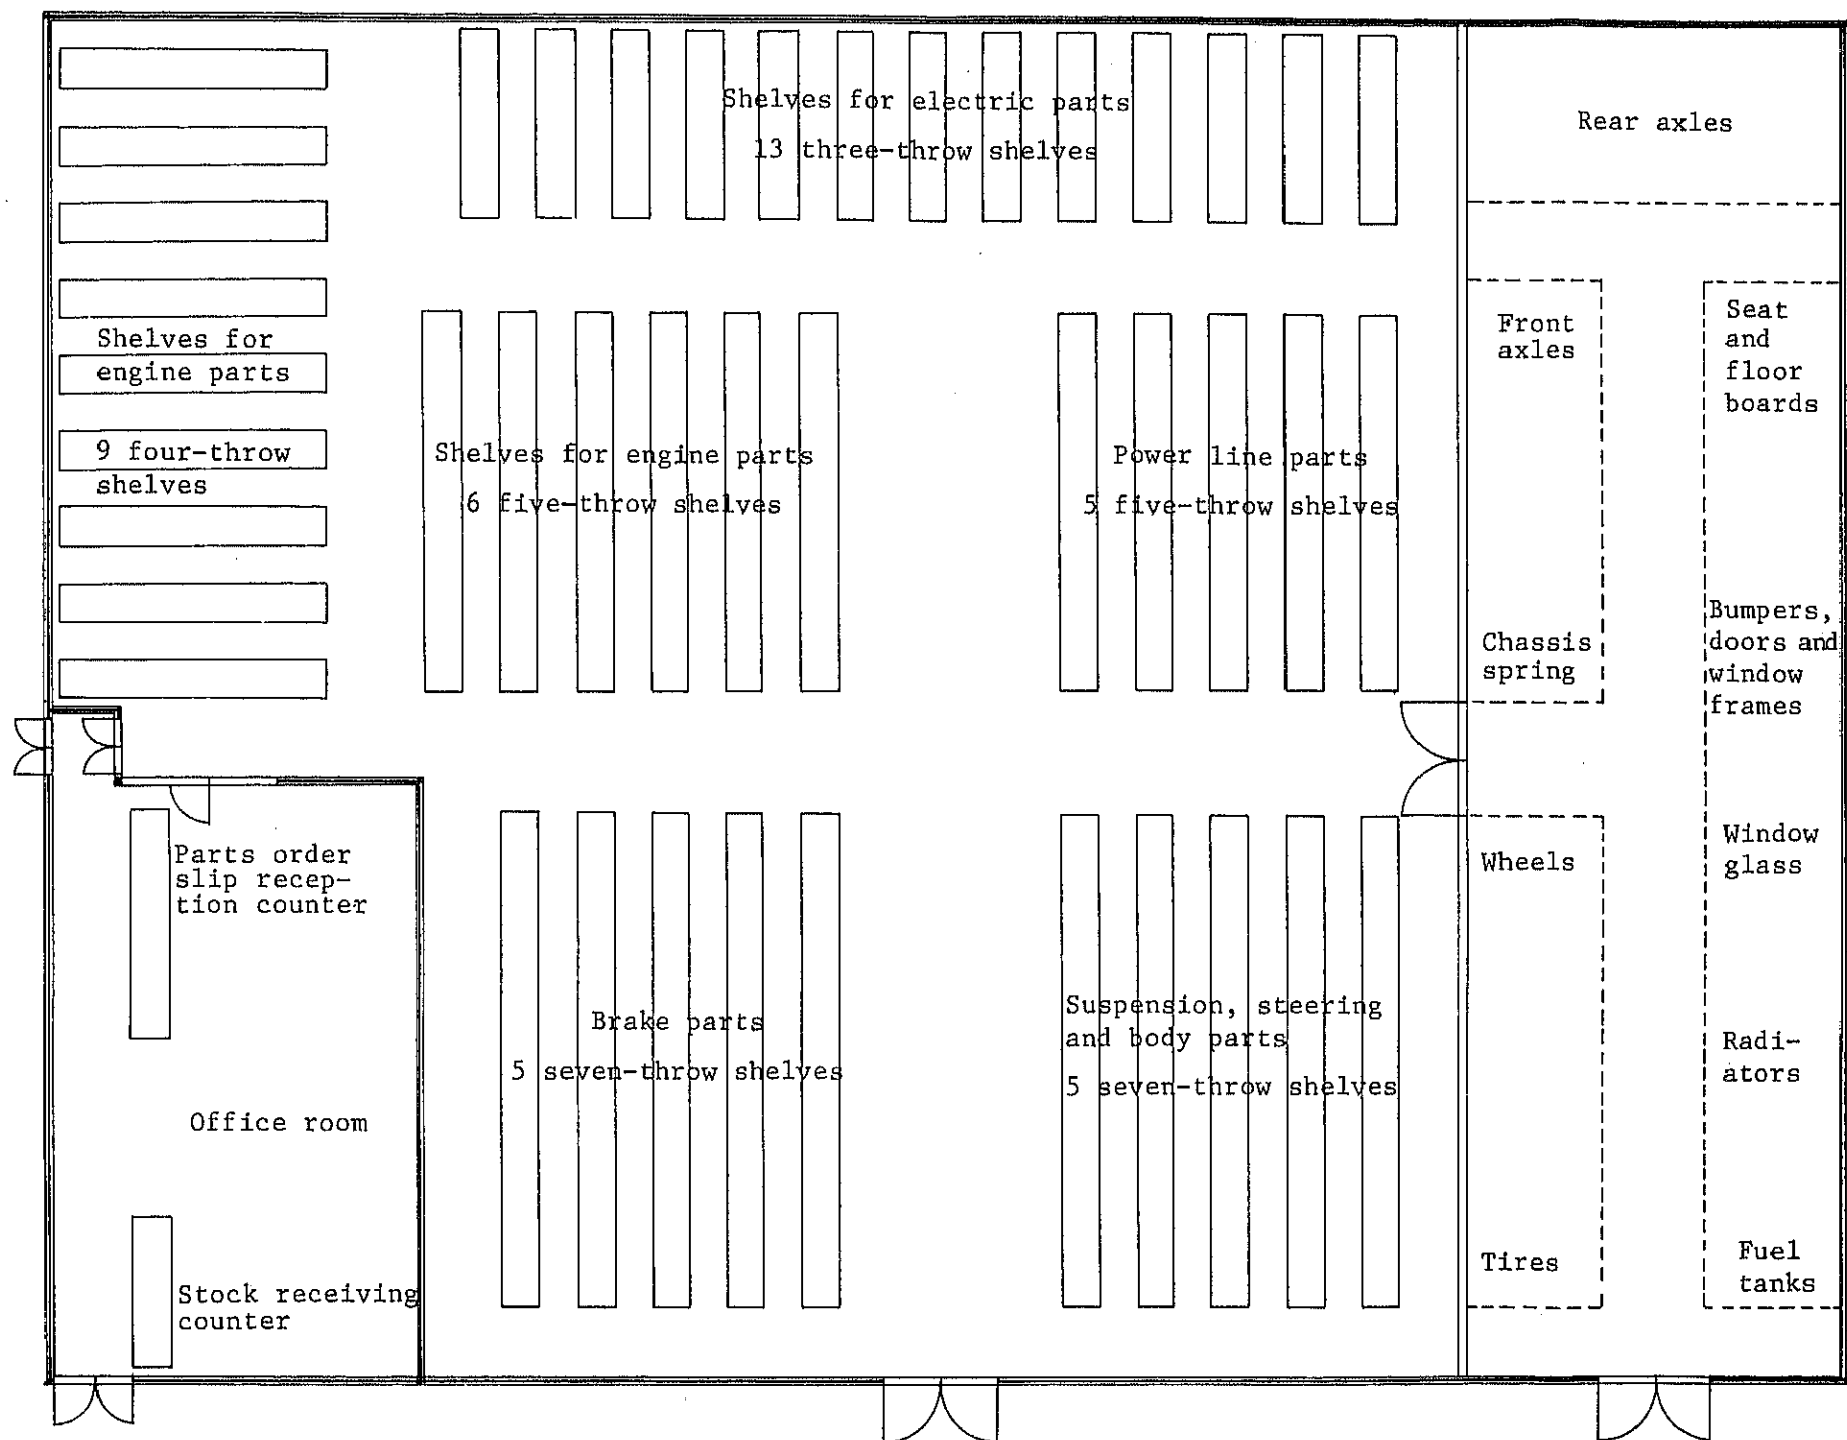 Shelves for electric parts
13 three-throw shelves
Rear axles
Shelves for
engine parts
9 four-throw
shelves
Shelves for engine parts
6 five-throw shelves
Power line parts
5 five-throw shelves
Front
axles
Seat
and
floor
boards
Chassis
spring
Bumpers,
doors and
window
frames
Parts order
slip recep-
tion counter
Wheels
Window
glass
Brake parts
5 seven-throw shelves
Suspension, steering
and body parts
5 seven-throw shelves
Radi-
ators
Office room
Stock receiving
counter
Tires
Fuel
tanks